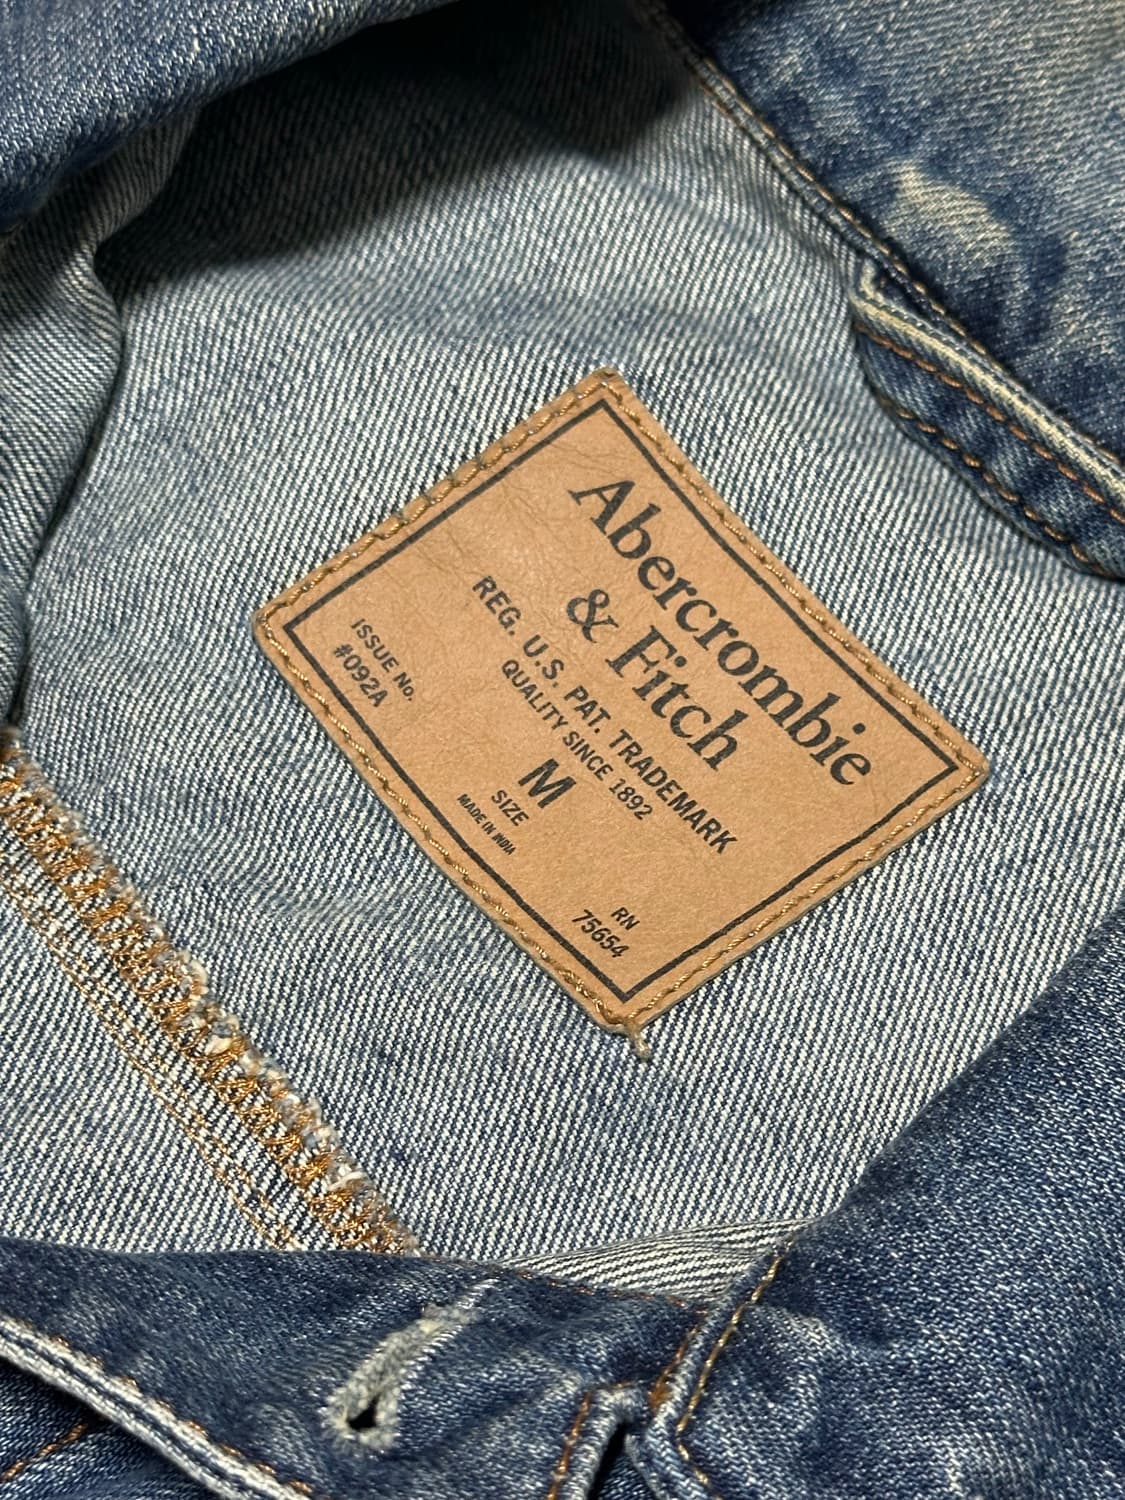 Abercrombie
& Fitch
REG. U.S. PAT. TRADEMARK
QUALITY SINCE 1892
ISSUE No.
#092A
M
SIZE
MADE IN INDIA
RN
75654